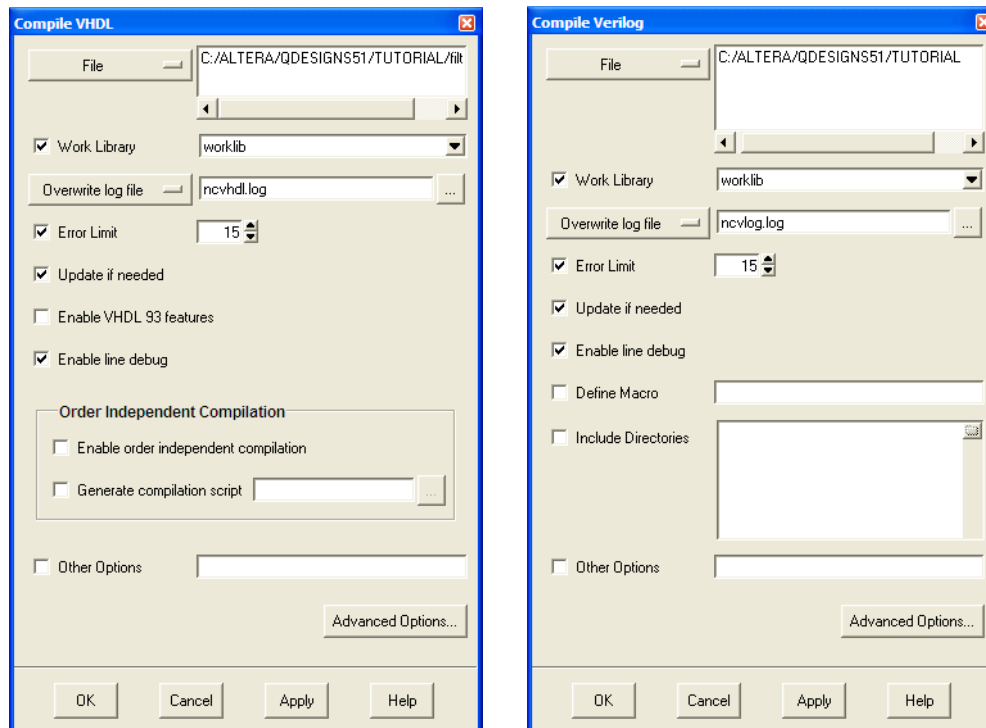 Compile VHDL
File
C:/ALTERA/QDESIGNS51/TUTORIAL/filt
Work Library
worklib
Overwrite log file
ncvhdl.log
...
Error Limit
15
Update if needed
Enable VHDL 93 features
Enable line debug
Order Independent Compilation
Enable order independent compilation
Generate compilation script
...
Other Options
Advanced Options...
OK
Cancel
Apply
Help
Compile Verilog
File
C:/ALTERA/QDESIGNS51/TUTORIAL
Work Library
worklib
Overwrite log file
ncvlog.log
...
Error Limit
15
Update if needed
Enable line debug
Define Macro
Include Directories
Other Options
Advanced Options...
OK
Cancel
Apply
Help